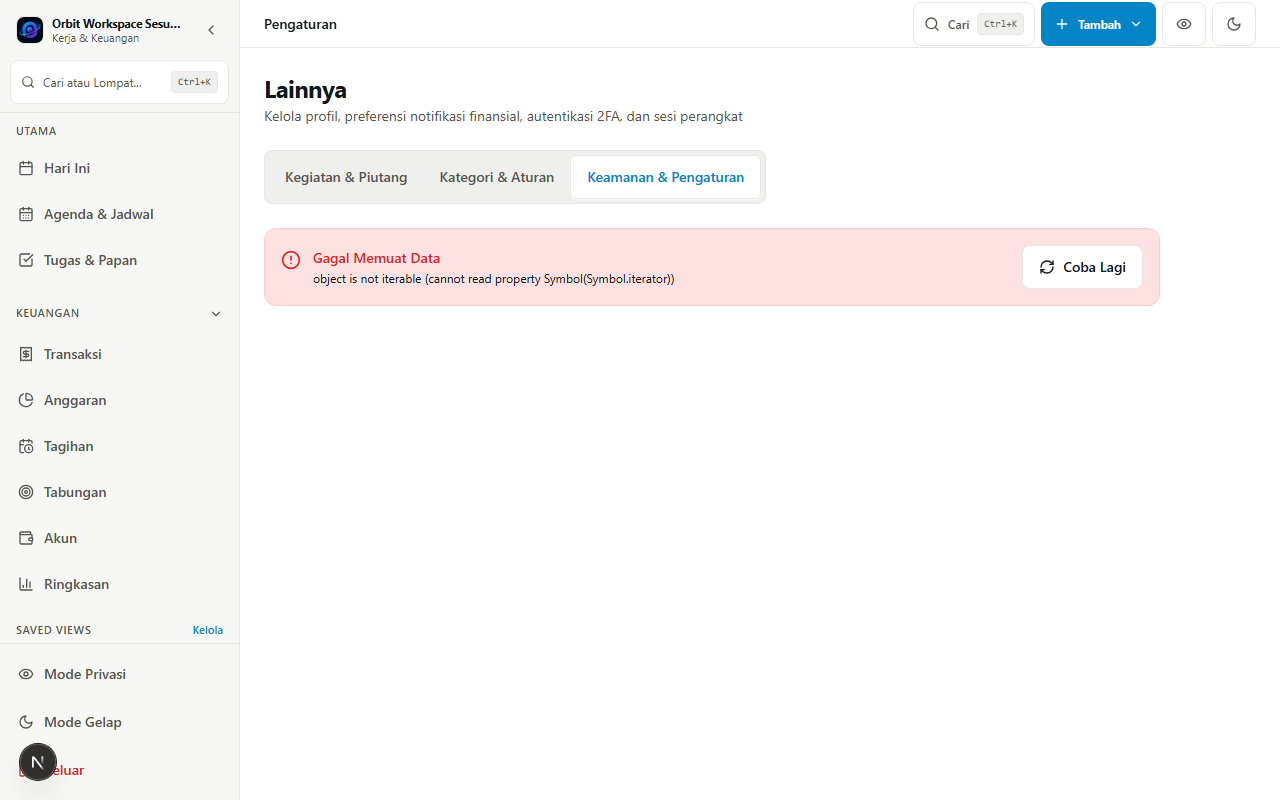 Orbit Workspace Sesu...
Kerja & Keuangan
Cari atau Lompat... Ctrl+K
UTAMA
Hari Ini
Agenda & Jadwal
Tugas & Papan
KEUANGAN
Transaksi
Anggaran
Tagihan
Tabungan
Akun
Ringkasan
SAVED VIEWS Kelola
Mode Privasi
Mode Gelap
N
eluar
Pengaturan
Cari Ctrl+K
Tambah
Lainnya
Kelola profil, preferensi notifikasi finansial, autentikasi 2FA, dan sesi perangkat
Kegiatan & Piutang Kategori & Aturan Keamanan & Pengaturan
Gagal Memuat Data
object is not iterable (cannot read property Symbol(Symbol.iterator))
Coba Lagi